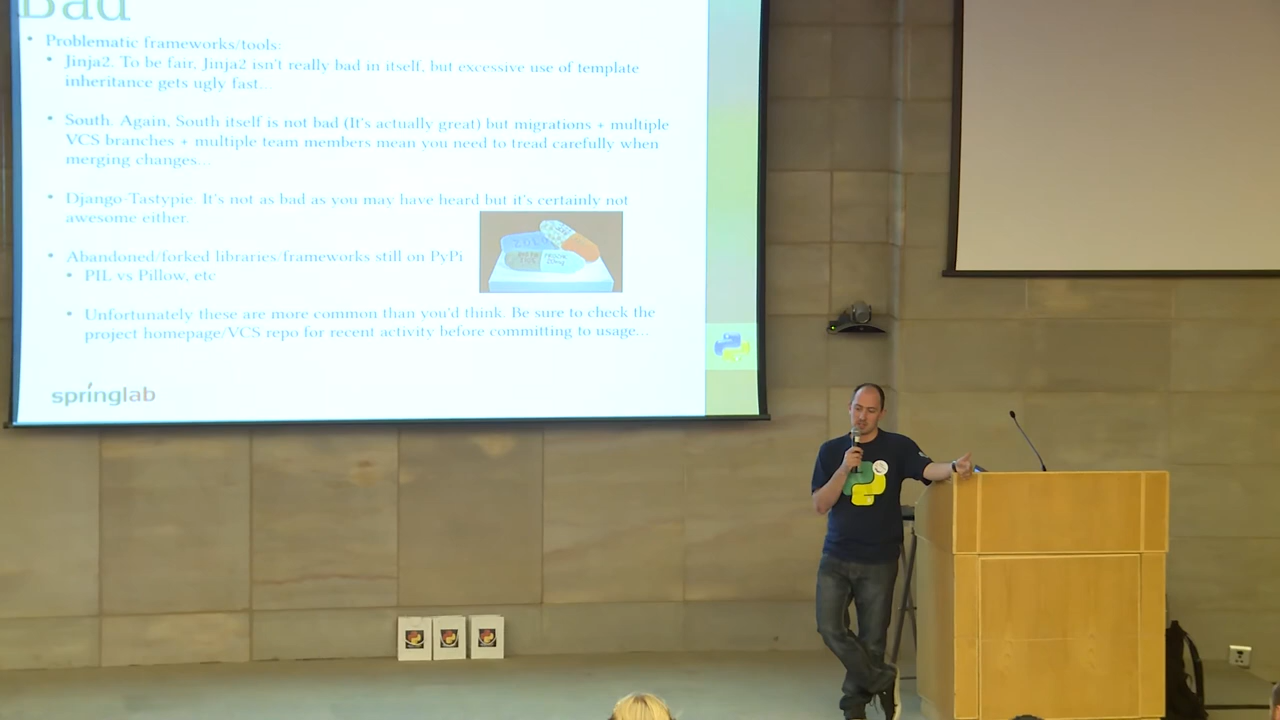 Bad
• Problematic frameworks/tools:
• Jinja2. To be fair, Jinja2 isn't really bad in itself, but excessive use of template
inheritance gets ugly fast...
• South. Again, South itself is not bad (It's actually great) but migrations + multiple
VCS branches + multiple team members mean you need to tread carefully when
merging changes...
• Django-Tastypie. It's not as bad as you may have heard but it's certainly not
awesome either.
• Abandoned/forked libraries/frameworks still on PyPi
• PIL vs Pillow, etc
• Unfortunately these are more common than you'd think. Be sure to check the
project homepage/VCS repo for recent activity before committing to usage...
springlab